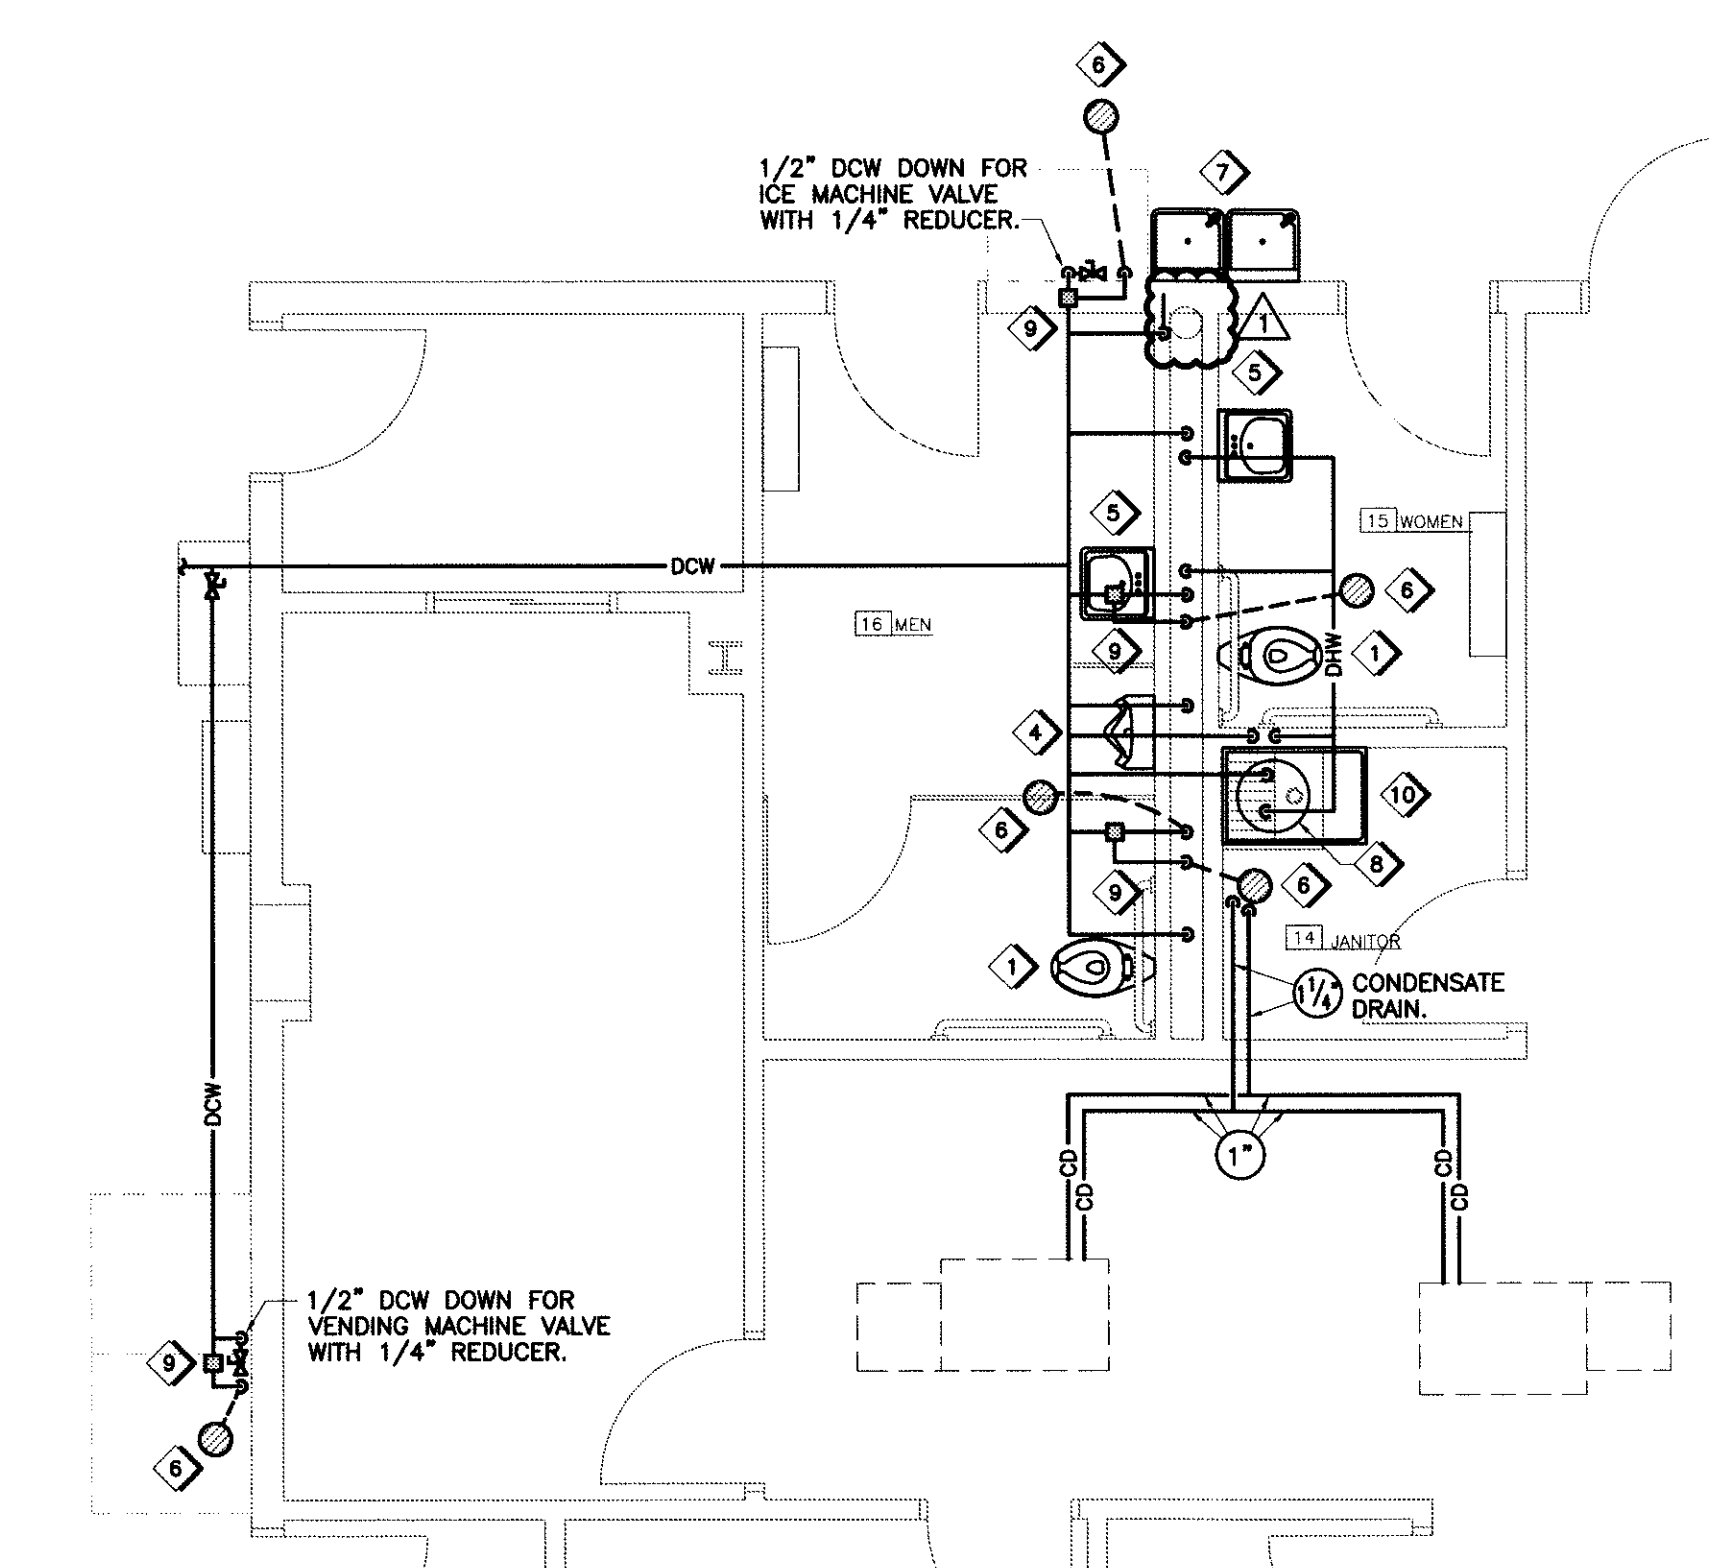 6
1/2" DCW DOWN FOR
ICE MACHINE VALVE
WITH 1/4" REDUCER.
7
9
1
5
5
15 WOMEN
DCW
6
16 MEN
9
1
DHW
4
10
6
8
9
6
14 JANITOR
1
1 1/4"
CONDENSATE
DRAIN.
DCW
1"
CD
CD
CD
CD
1/2" DCW DOWN FOR
VENDING MACHINE VALVE
WITH 1/4" REDUCER.
9
6